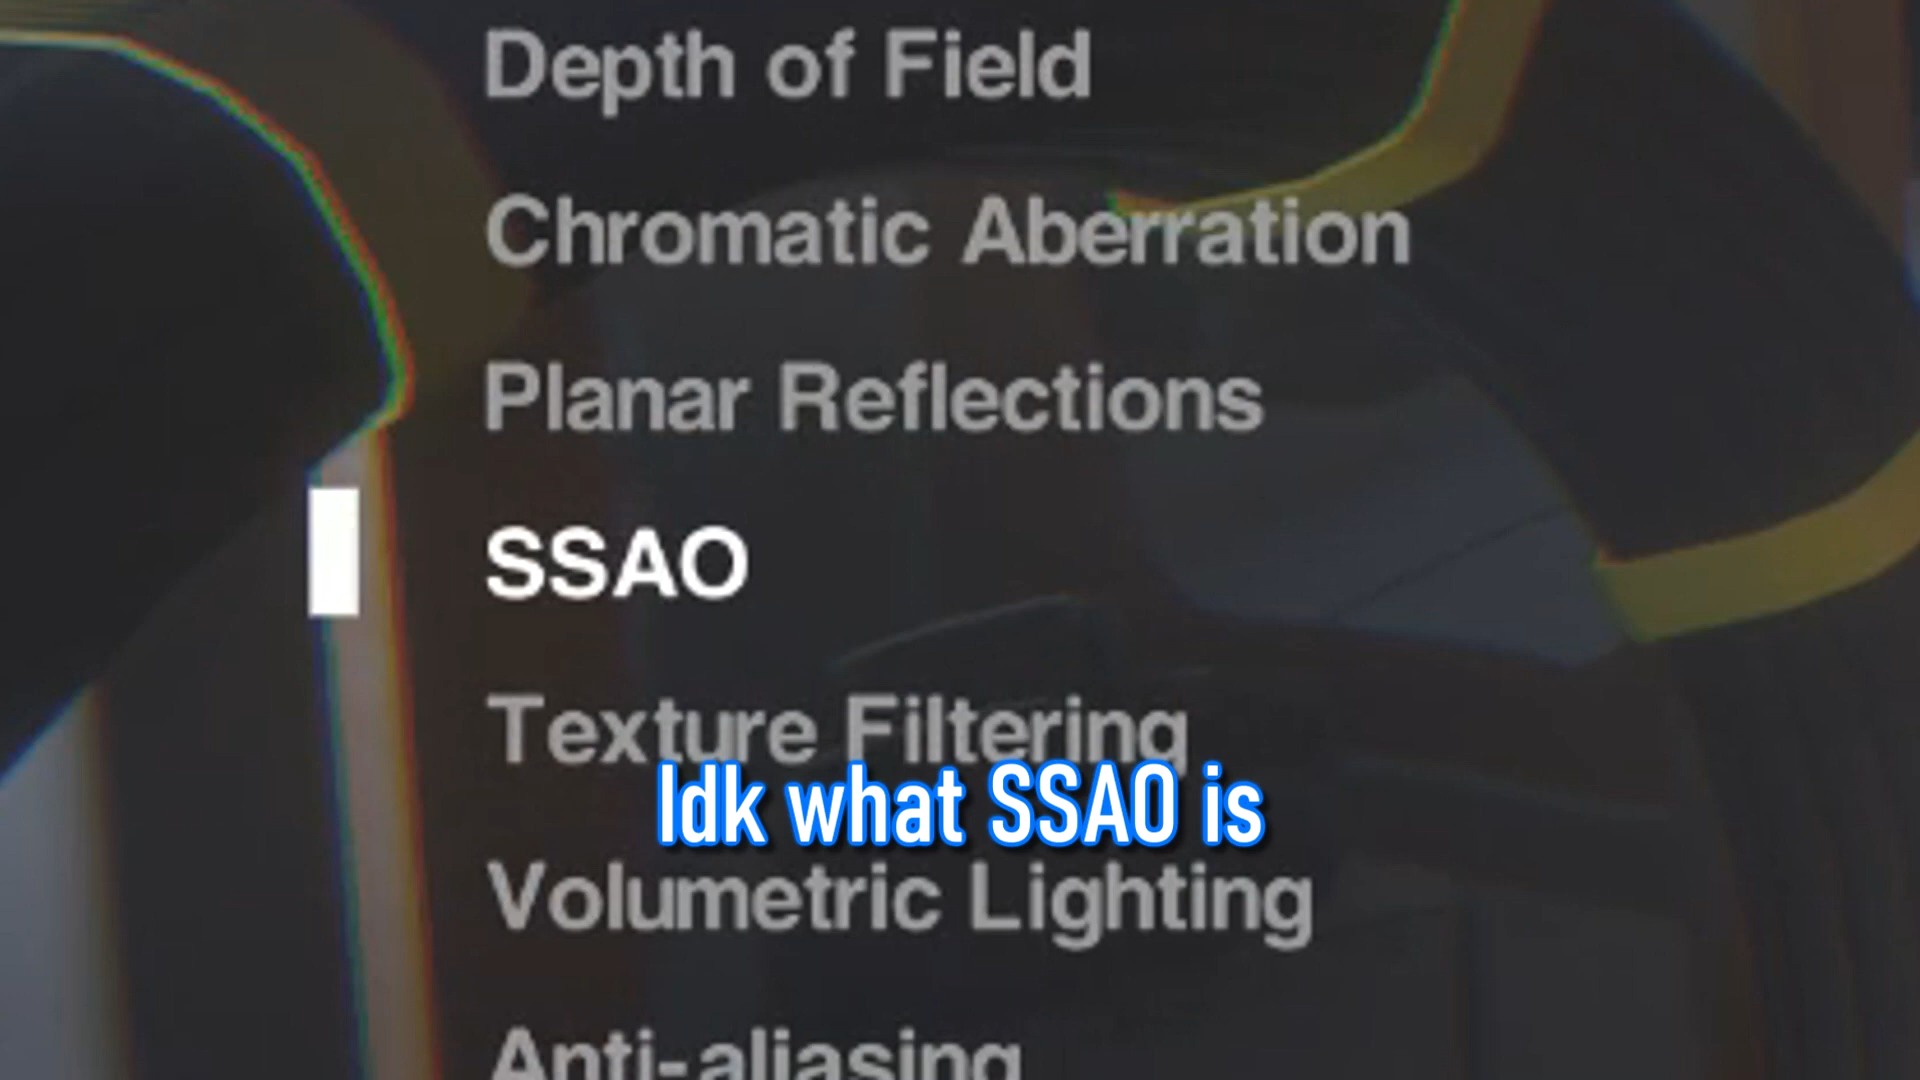 Depth of Field
Chromatic Aberration
Planar Reflections
SSAO
Texture Filtering
Idk what SSAO is
Volumetric Lighting
Anti-aliasing